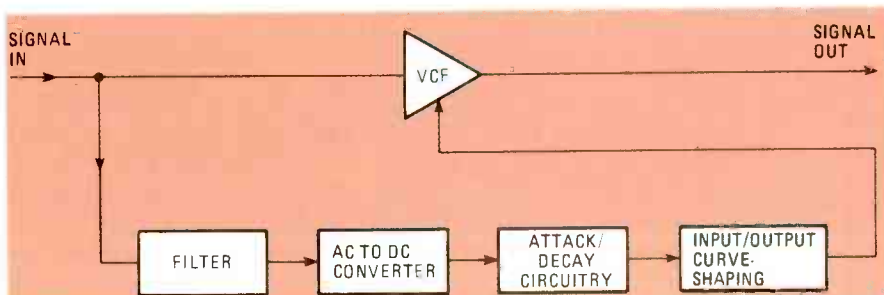 SIGNAL
IN
VCF
SIGNAL
OUT
FILTER
AC TO DC
CONVERTER
ATTACK/
DECAY
CIRCUITRY
INPUT/OUTPUT
CURVE-
SHAPING